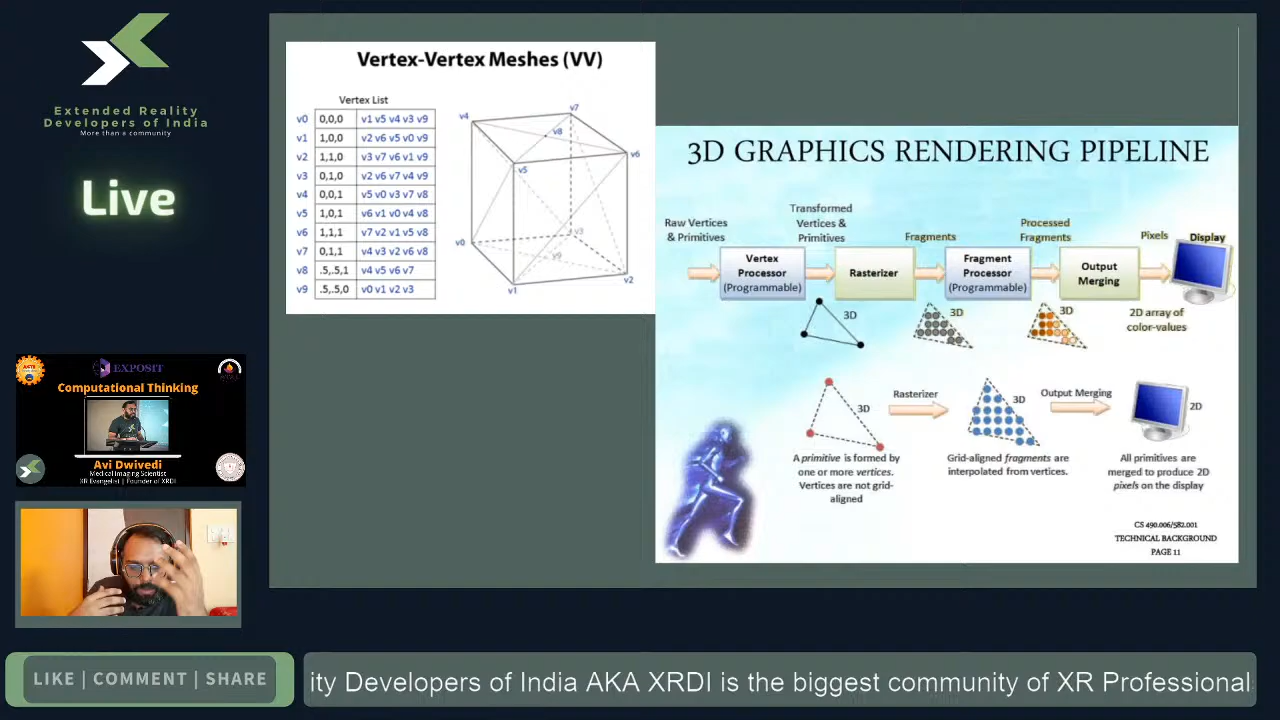 Extended Reality
Developers of India
More than a community
Live
EXPOSIT
Computational Thinking
Avi Dwivedi
Medical Imaging Scientist
XR Evangelist | Founder of XRDI
LIKE | COMMENT | SHARE
Vertex-Vertex Meshes (VV)
Vertex List
v0 0,0,0 v1 v5 v4 v3 v9
v1 1,0,0 v2 v6 v5 v0 v9
v2 1,1,0 v3 v7 v6 v1 v9
v3 0,1,0 v2 v6 v7 v4 v9
v4 0,0,1 v5 v0 v3 v7 v8
v5 1,0,1 v6 v1 v0 v4 v8
v6 1,1,1 v7 v2 v1 v5 v8
v7 0,1,1 v4 v3 v2 v6 v8
v8 .5,.5,1 v4 v5 v6 v7
v9 .5,.5,0 v0 v1 v2 v3
v7
v4
v8
v6
v5
v3
v0
v9
v2
v1
3D GRAPHICS RENDERING PIPELINE
Raw Vertices
& Primitives
Transformed
Vertices &
Primitives
Fragments
Processed
Fragments
Pixels
Display
Vertex
Processor
(Programmable)
Rasterizer
Fragment
Processor
(Programmable)
Output
Merging
3D
3D
3D
2D array of
color-values
3D
Rasterizer
3D
Output Merging
2D
A primitive is formed by
one or more vertices.
Vertices are not grid-
aligned
Grid-aligned fragments are
interpolated from vertices.
All primitives are
merged to produce 2D
pixels on the display
CS 490.006/582.001
TECHNICAL BACKGROUND
PAGE 11
ity Developers of India AKA XRDI is the biggest community of XR Professional